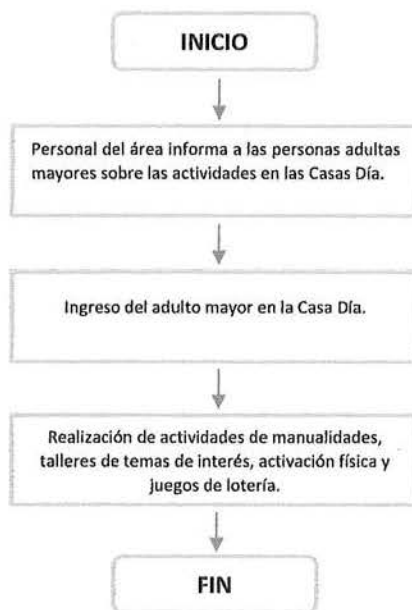 INICIO
Personal del área informa a las personas adultas
mayores sobre las actividades en las Casas Día.
Ingreso del adulto mayor en la Casa Día.
Realización de actividades de manualidades,
talleres de temas de interés, activación física y
juegos de lotería.
FIN